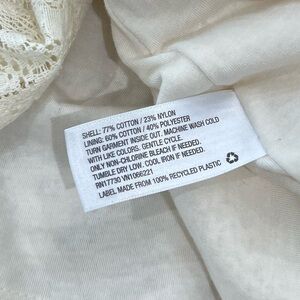 SHELL: 77% COTTON / 23% NYLON
LINING: 60% COTTON / 40% POLYESTER
TURN GARMENT INSIDE OUT. MACHINE WASH COLD
WITH LIKE COLORS. GENTLE CYCLE.
ONLY NON-CHLORINE BLEACH IF NEEDED.
TUMBLE DRY LOW. COOL IRON IF NEEDED.
RN17730 VN1066221
LABEL MADE FROM 100% RECYCLED PLASTIC